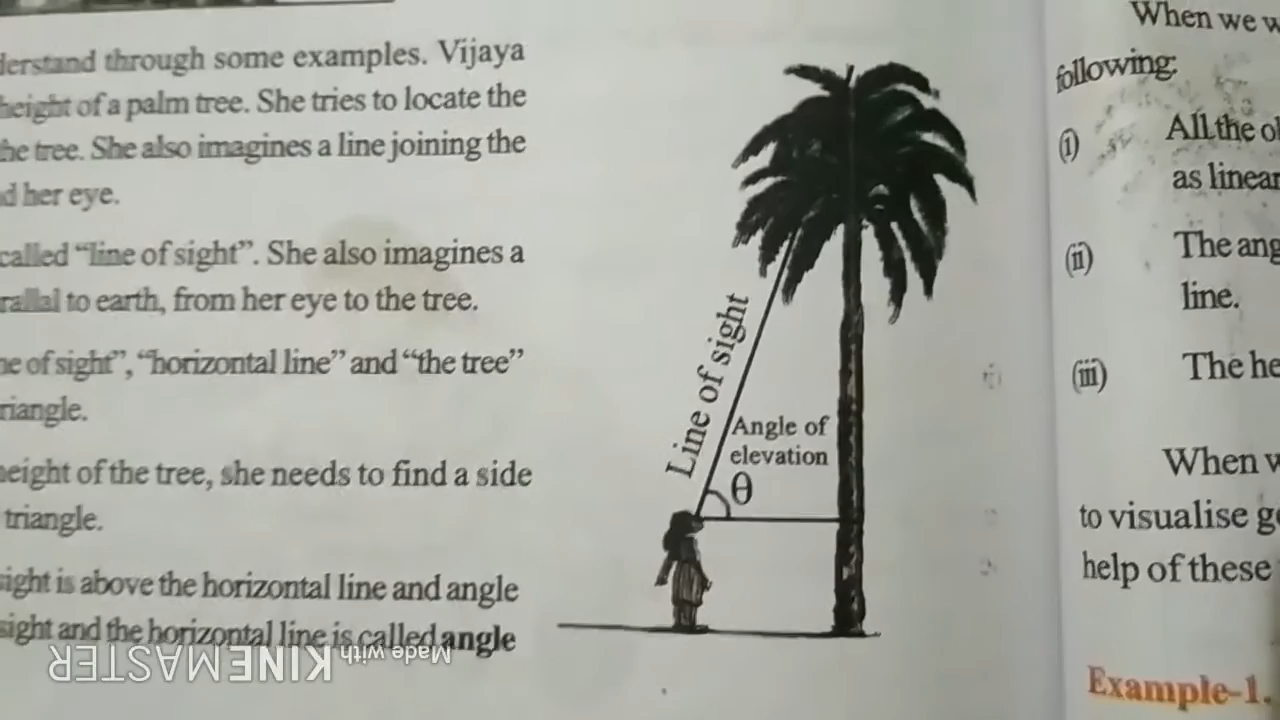 derstand through some examples. Vijaya
height of a palm tree. She tries to locate the
he tree. She also imagines a line joining the
d her eye.
called “line of sight”. She also imagines a
rallal to earth, from her eye to the tree.
ne of sight”, “horizontal line” and “the tree”
riangle.
height of the tree, she needs to find a side
triangle.
sight is above the horizontal line and angle
sight and the horizontal line is called angle
Line of sight
Angle of
elevation
θ
When we w
following:
(i) All the ob
as linear
(ii) The ang
line.
(iii) The he
When w
to visualise ge
help of these
Example-1.
Made with KINEMASTER